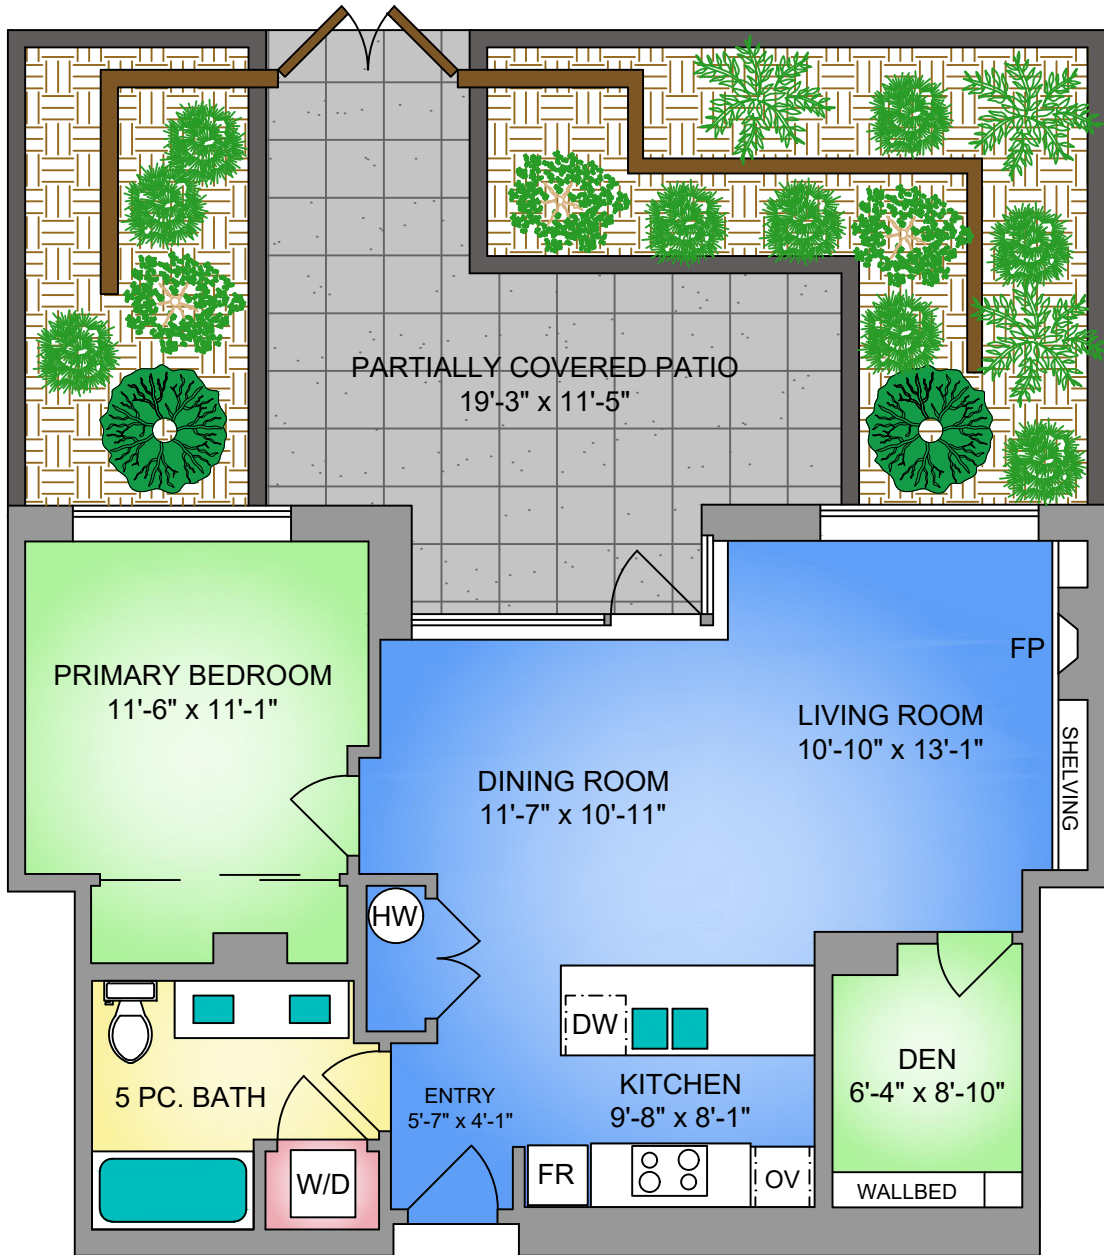 PARTIALLY COVERED PATIO
19'-3" x 11'-5"
PRIMARY BEDROOM
11'-6" x 11'-1"
FP
LIVING ROOM
10'-10" x 13'-1"
SHELVING
DINING ROOM
11'-7" x 10'-11"
HW
DW
5 PC. BATH
ENTRY
5'-7" x 4'-1"
KITCHEN
9'-8" x 8'-1"
DEN
6'-4" x 8'-10"
W/D
FR
OV
WALLBED